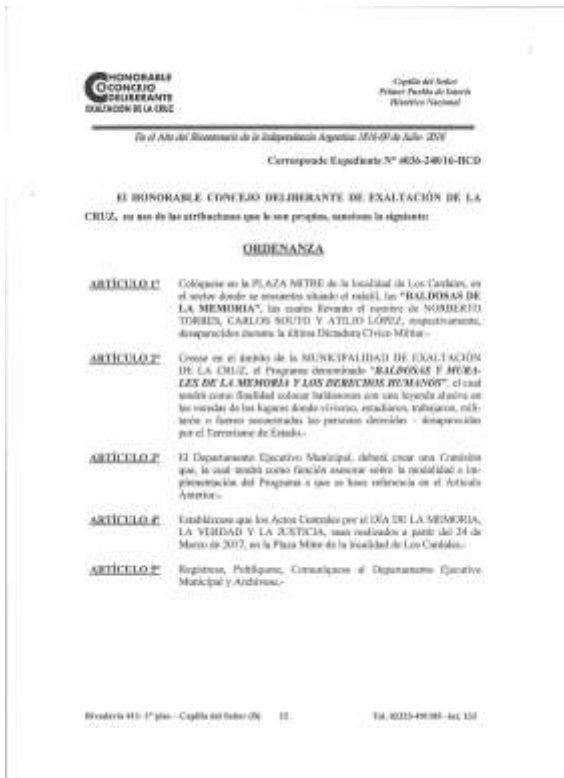 HONORABLE
CONCEJO
DELIBERANTE
EXALTACIÓN DE LA CRUZ
Capilla del Señor
Primer Pueblo de Interés
Histórico Nacional
En el Año del Bicentenario de la Independencia Argentina 1816-09 de Julio- 2016
Corresponde Expediente N° 4036-240/16-HCD
El HONORABLE CONCEJO DELIBERANTE DE EXALTACIÓN DE LA
CRUZ, en uso de las atribuciones que le son propias, sanciona la siguiente:
ORDENANZA
ARTÍCULO 1º Colóquese en la PLAZA MITRE de la localidad de Los Cardales, en
el sector donde se encuentra situado el mástil, las "BALDOSAS DE
LA MEMORIA", las cuales llevarán el nombre de NORBERTO
TORRES, CARLOS SOUTO Y ATILIO LÓPEZ, respectivamente,
desaparecidos durante la última Dictadura Cívico Militar.-
ARTÍCULO 2º Créase en el ámbito de la MUNICIPALIDAD DE EXALTACIÓN
DE LA CRUZ, el Programa denominado "BALDOSAS Y MURA-
LES DE LA MEMORIA Y LOS DERECHOS HUMANOS", el cual
tendrá como finalidad colocar baldosones con una leyenda alusiva en
las veredas de los lugares donde vivieron, estudiaron, trabajaron, mili-
taron o fueron secuestradas las personas detenidas - desaparecidas
por el Terrorismo de Estado.-
ARTÍCULO 3º El Departamento Ejecutivo Municipal, deberá crear una Comisión
que, la cual tendrá como función asesorar sobre la modalidad e im-
plementación del Programa a que se hace referencia en el Artículo
Anterior.-
ARTÍCULO 4º Establézcase que los Actos Centrales por el DÍA DE LA MEMORIA,
LA VERDAD Y LA JUSTICIA, sean realizados a partir del 24 de
Marzo de 2017, en la Plaza Mitre de la localidad de Los Cardales.-
ARTÍCULO 5º Regístrese, Publíquese, Comuníquese al Departamento Ejecutivo
Municipal y Archívese.-
Rivadavia 411- 1º piso - Capilla del Señor (B)